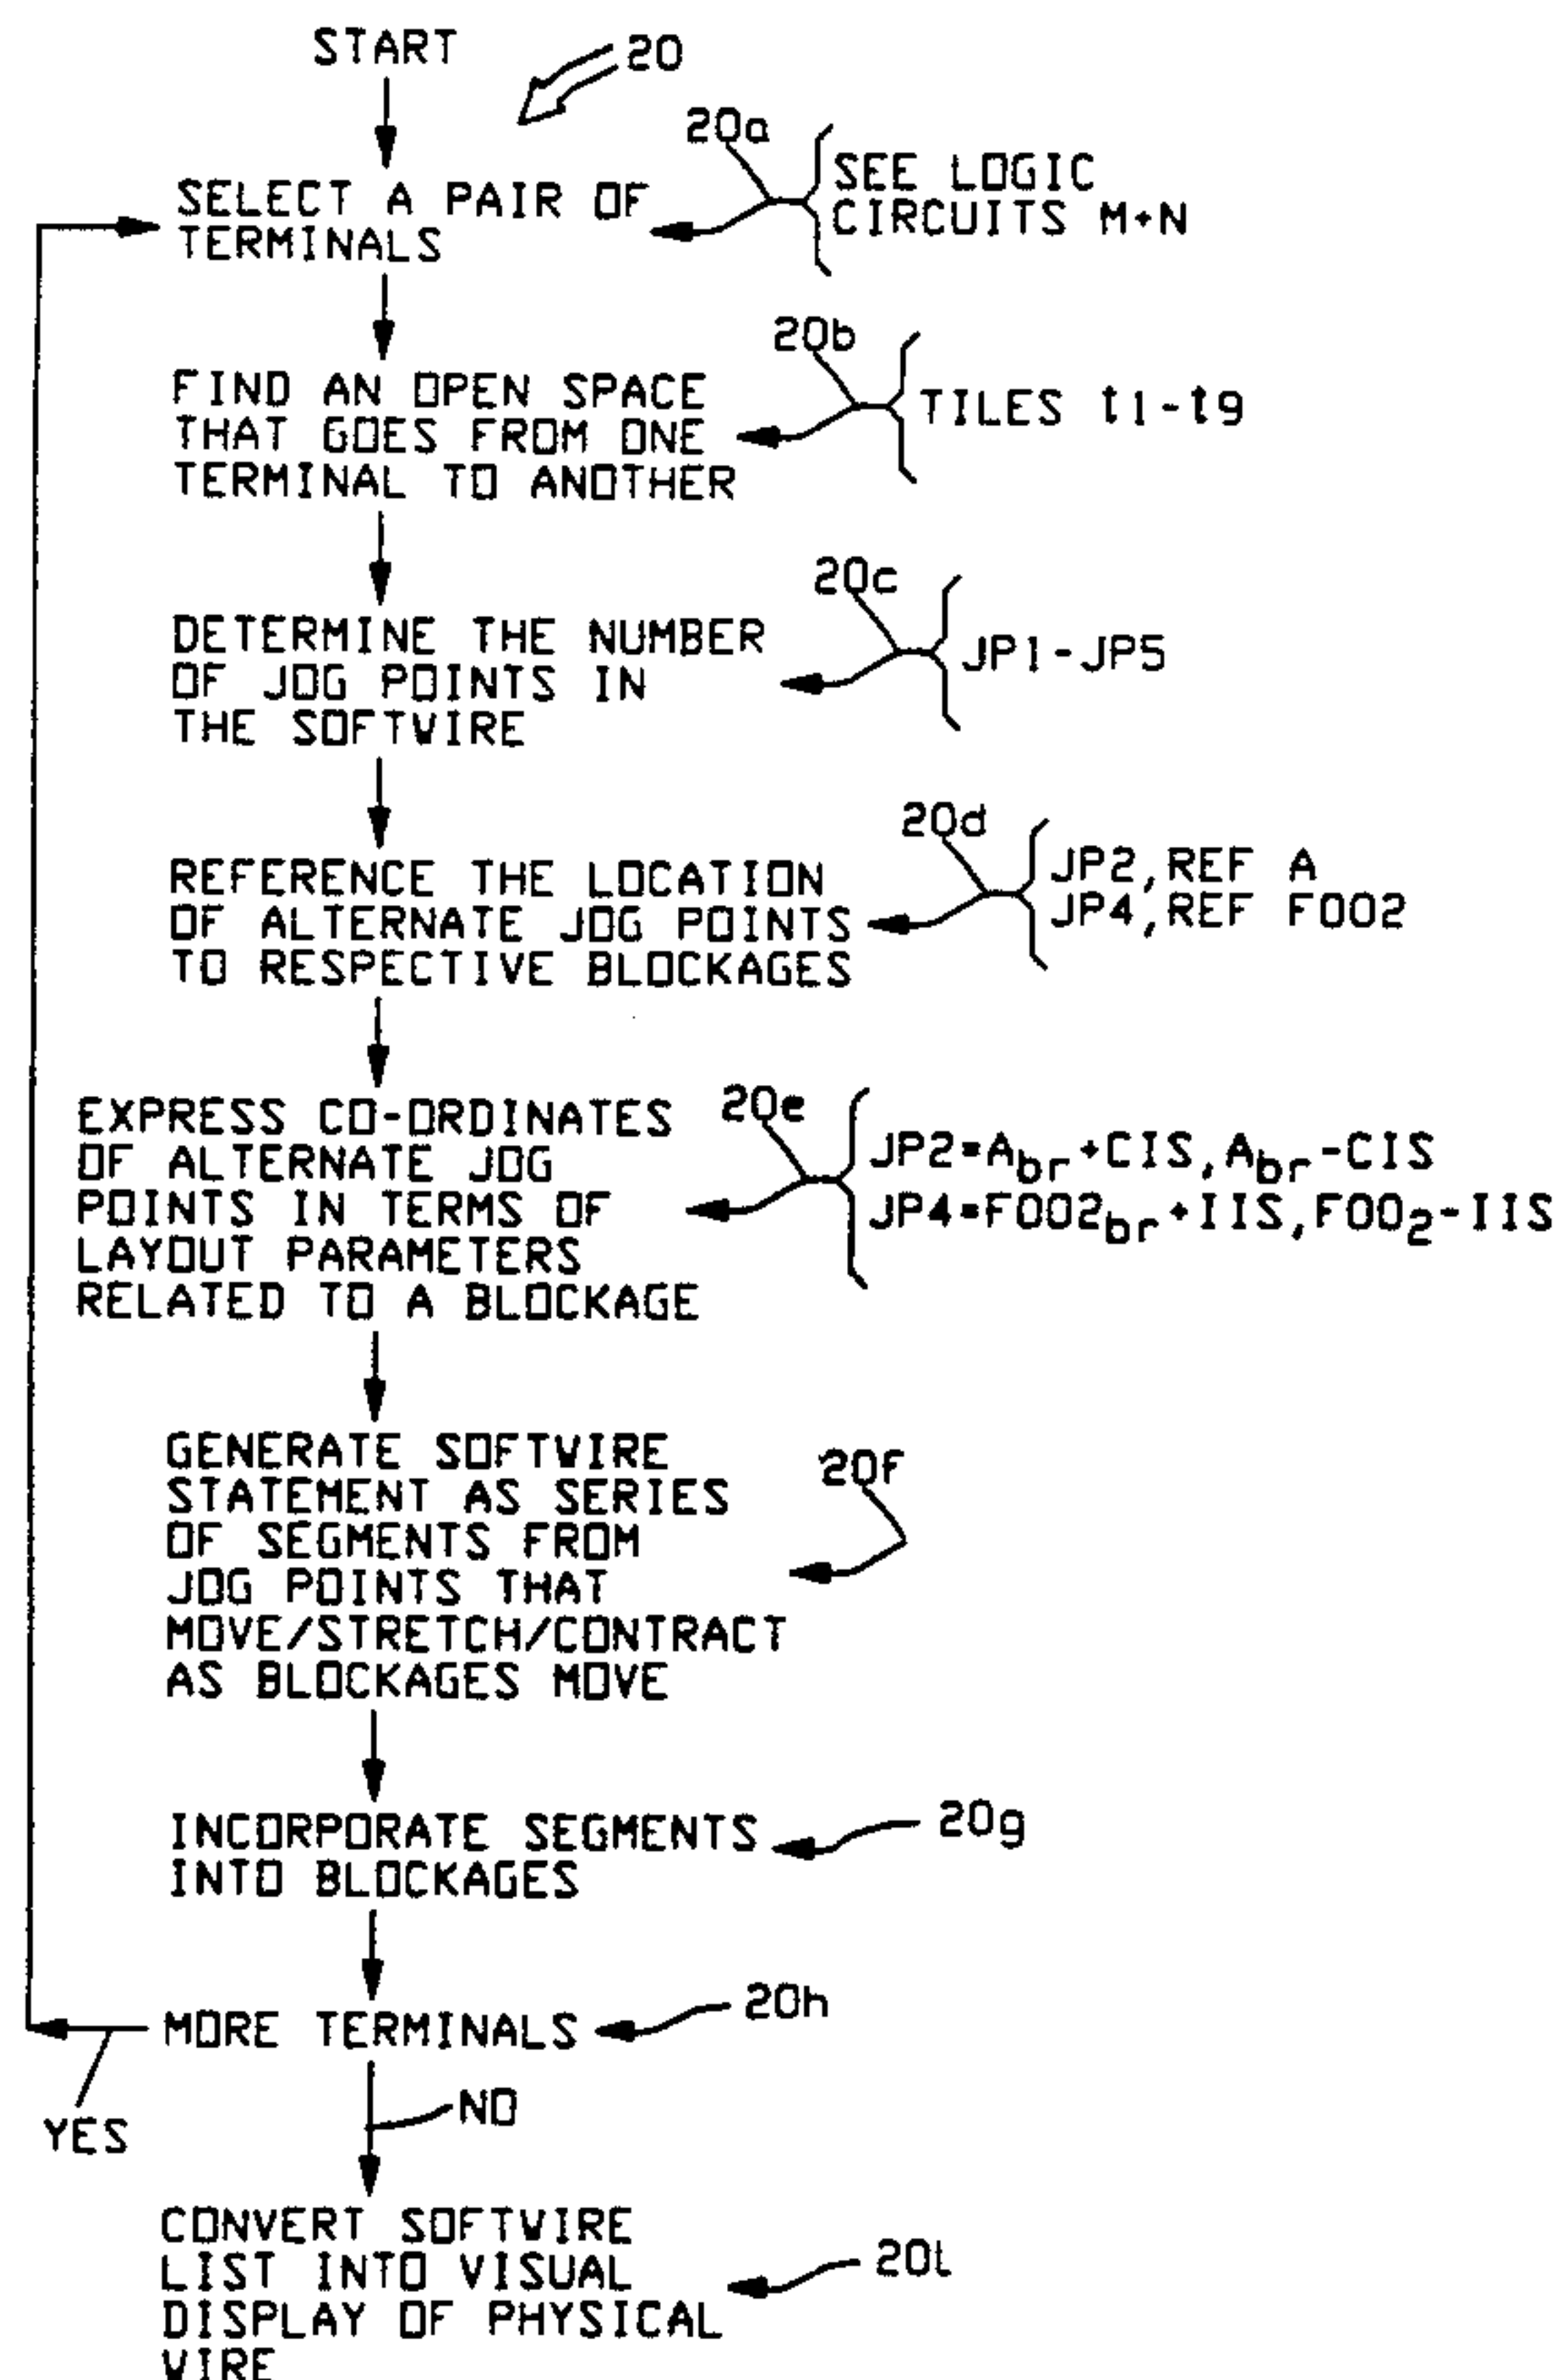 START
20
20a
SELECT A PAIR OF
TERMINALS
SEE LOGIC
CIRCUITS M+N
20b
FIND AN OPEN SPACE
THAT GOES FROM ONE
TERMINAL TO ANOTHER
TILES t1-t9
20c
DETERMINE THE NUMBER
OF JOG POINTS IN
THE SOFTWIRE
JP1-JP5
20d
REFERENCE THE LOCATION
OF ALTERNATE JOG POINTS
TO RESPECTIVE BLOCKAGES
JP2,REF A
JP4,REF FOO2
20e
EXPRESS CO-ORDINATES
OF ALTERNATE JOG
POINTS IN TERMS OF
LAYOUT PARAMETERS
RELATED TO A BLOCKAGE
JP2=Abr+CIS,Abr-CIS
JP4=FOO2br+IIS,FOO2-IIS
GENERATE SOFTWIRE
STATEMENT AS SERIES
OF SEGMENTS FROM
JOG POINTS THAT
MOVE/STRETCH/CONTRACT
AS BLOCKAGES MOVE
20f
INCORPORATE SEGMENTS
INTO BLOCKAGES
20g
MORE TERMINALS
20h
YES
NO
CONVERT SOFTWIRE
LIST INTO VISUAL
DISPLAY OF PHYSICAL
WIRE
20i